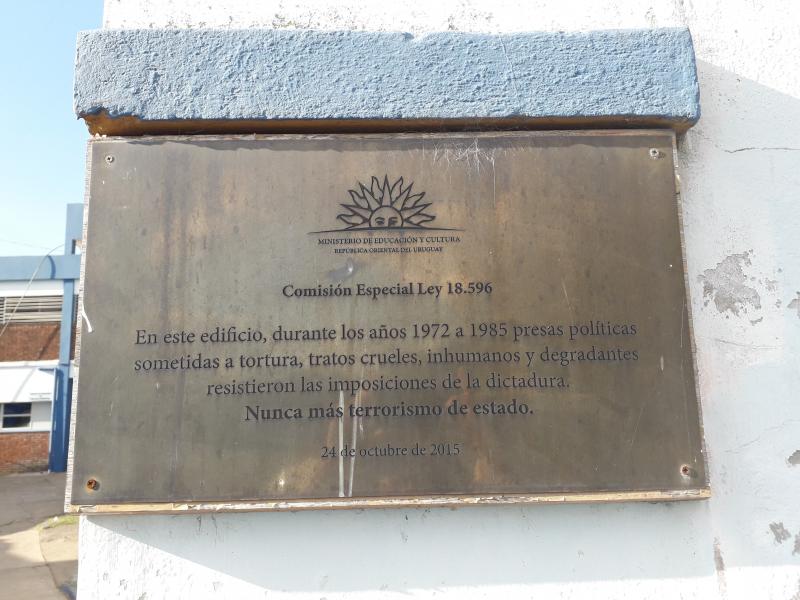 MINISTERIO DE EDUCACIÓN Y CULTURA
REPÚBLICA ORIENTAL DEL URUGUAY
Comisión Especial Ley 18.596
En este edificio, durante los años 1972 a 1985 presas políticas
sometidas a tortura, tratos crueles, inhumanos y degradantes
resistieron las imposiciones de la dictadura.
Nunca más terrorismo de estado.
24 de octubre de 2015